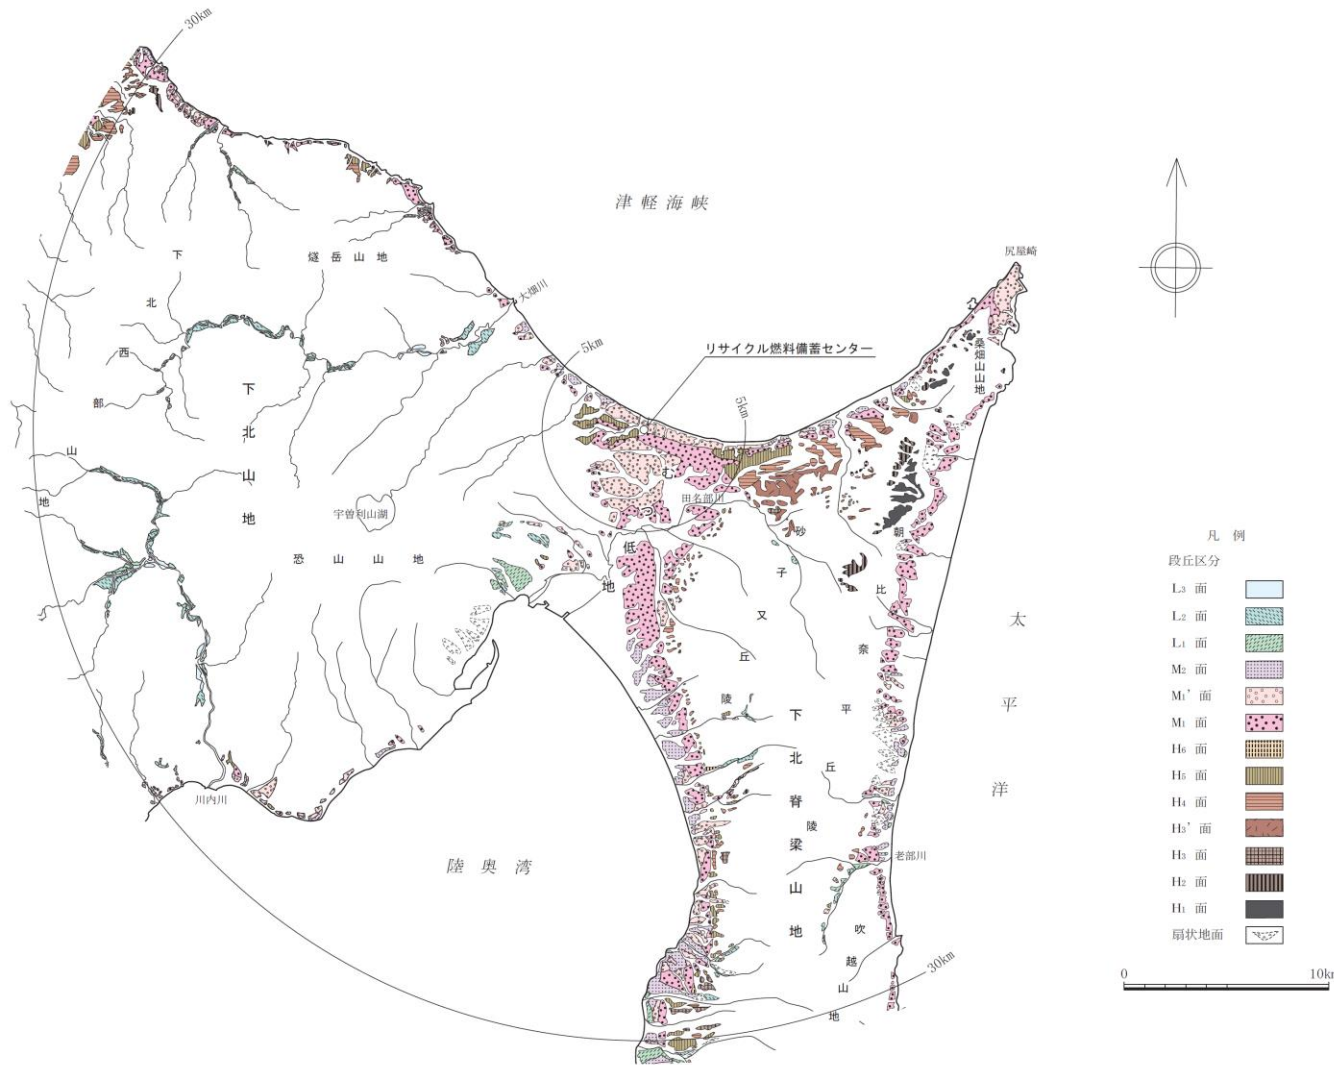 30km
津軽海峡
尻屋崎
下北西部山地
燧岳山地
大畑川
5km
リサイクル燃料備蓄センター
桑畑山山地
5km
下北山地
むつ低地
田名部川
宇曽利山湖
恐山山地
砂子又丘陵
朝比奈平丘陵
太平洋
下北脊梁山地
川内川
陸奥湾
老部川
吹越山地
30km
凡例
段丘区分
L₃ 面
L₂ 面
L₁ 面
M₂ 面
M₁' 面
M₁ 面
H₆ 面
H₅ 面
H₄ 面
H₃' 面
H₃ 面
H₂ 面
H₁ 面
扇状地面
0 10km